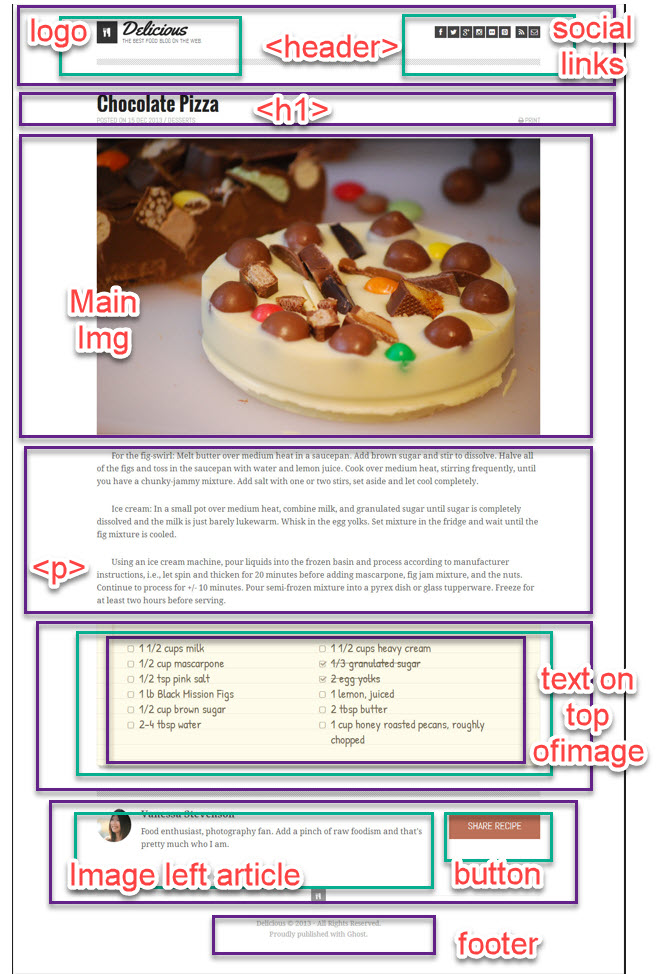 logo
Delicious
THE BEST FOOD BLOG ON THE WEB
<header>
social
links
Chocolate Pizza
<h1>
POSTED ON 15 DEC 2013 / DESSERTS
PRINT
Main
Img
For the fig-swirl: Melt butter over medium heat in a saucepan. Add brown sugar and stir to dissolve. Halve all
of the figs and toss in the saucepan with water and lemon juice. Cook over medium heat, stirring frequently, until
you have a chunky-jammy mixture. Add salt with one or two stirs, set aside and let cool completely.
Ice cream: In a small pot over medium heat, combine milk, and granulated sugar until sugar is completely
dissolved and the milk is just barely lukewarm. Whisk in the egg yolks. Set mixture in the fridge and wait until the
fig mixture is cooled.
<p>
Using an ice cream machine, pour liquids into the frozen basin and process according to manufacturer
instructions, i.e., let spin and thicken for 20 minutes before adding mascarpone, fig jam mixture, and the nuts.
Continue to process for +/- 10 minutes. Pour semi-frozen mixture into a pyrex dish or glass tupperware. Freeze for
at least two hours before serving.
1 1/2 cups milk
1/2 cup mascarpone
1/2 tsp pink salt
1 lb Black Mission Figs
1/2 cup brown sugar
2-4 tbsp water
1 1/2 cups heavy cream
1/3 granulated sugar
2 egg yolks
1 lemon, juiced
2 tbsp butter
1 cup honey roasted pecans, roughly
chopped
text on
top
ofimage
Vanessa Stevenson
Food enthusiast, photography fan. Add a pinch of raw foodism and that's
pretty much who I am.
Image left article
SHARE RECIPE
button
Delicious © 2013 - All Rights Reserved.
Proudly published with Ghost.
footer